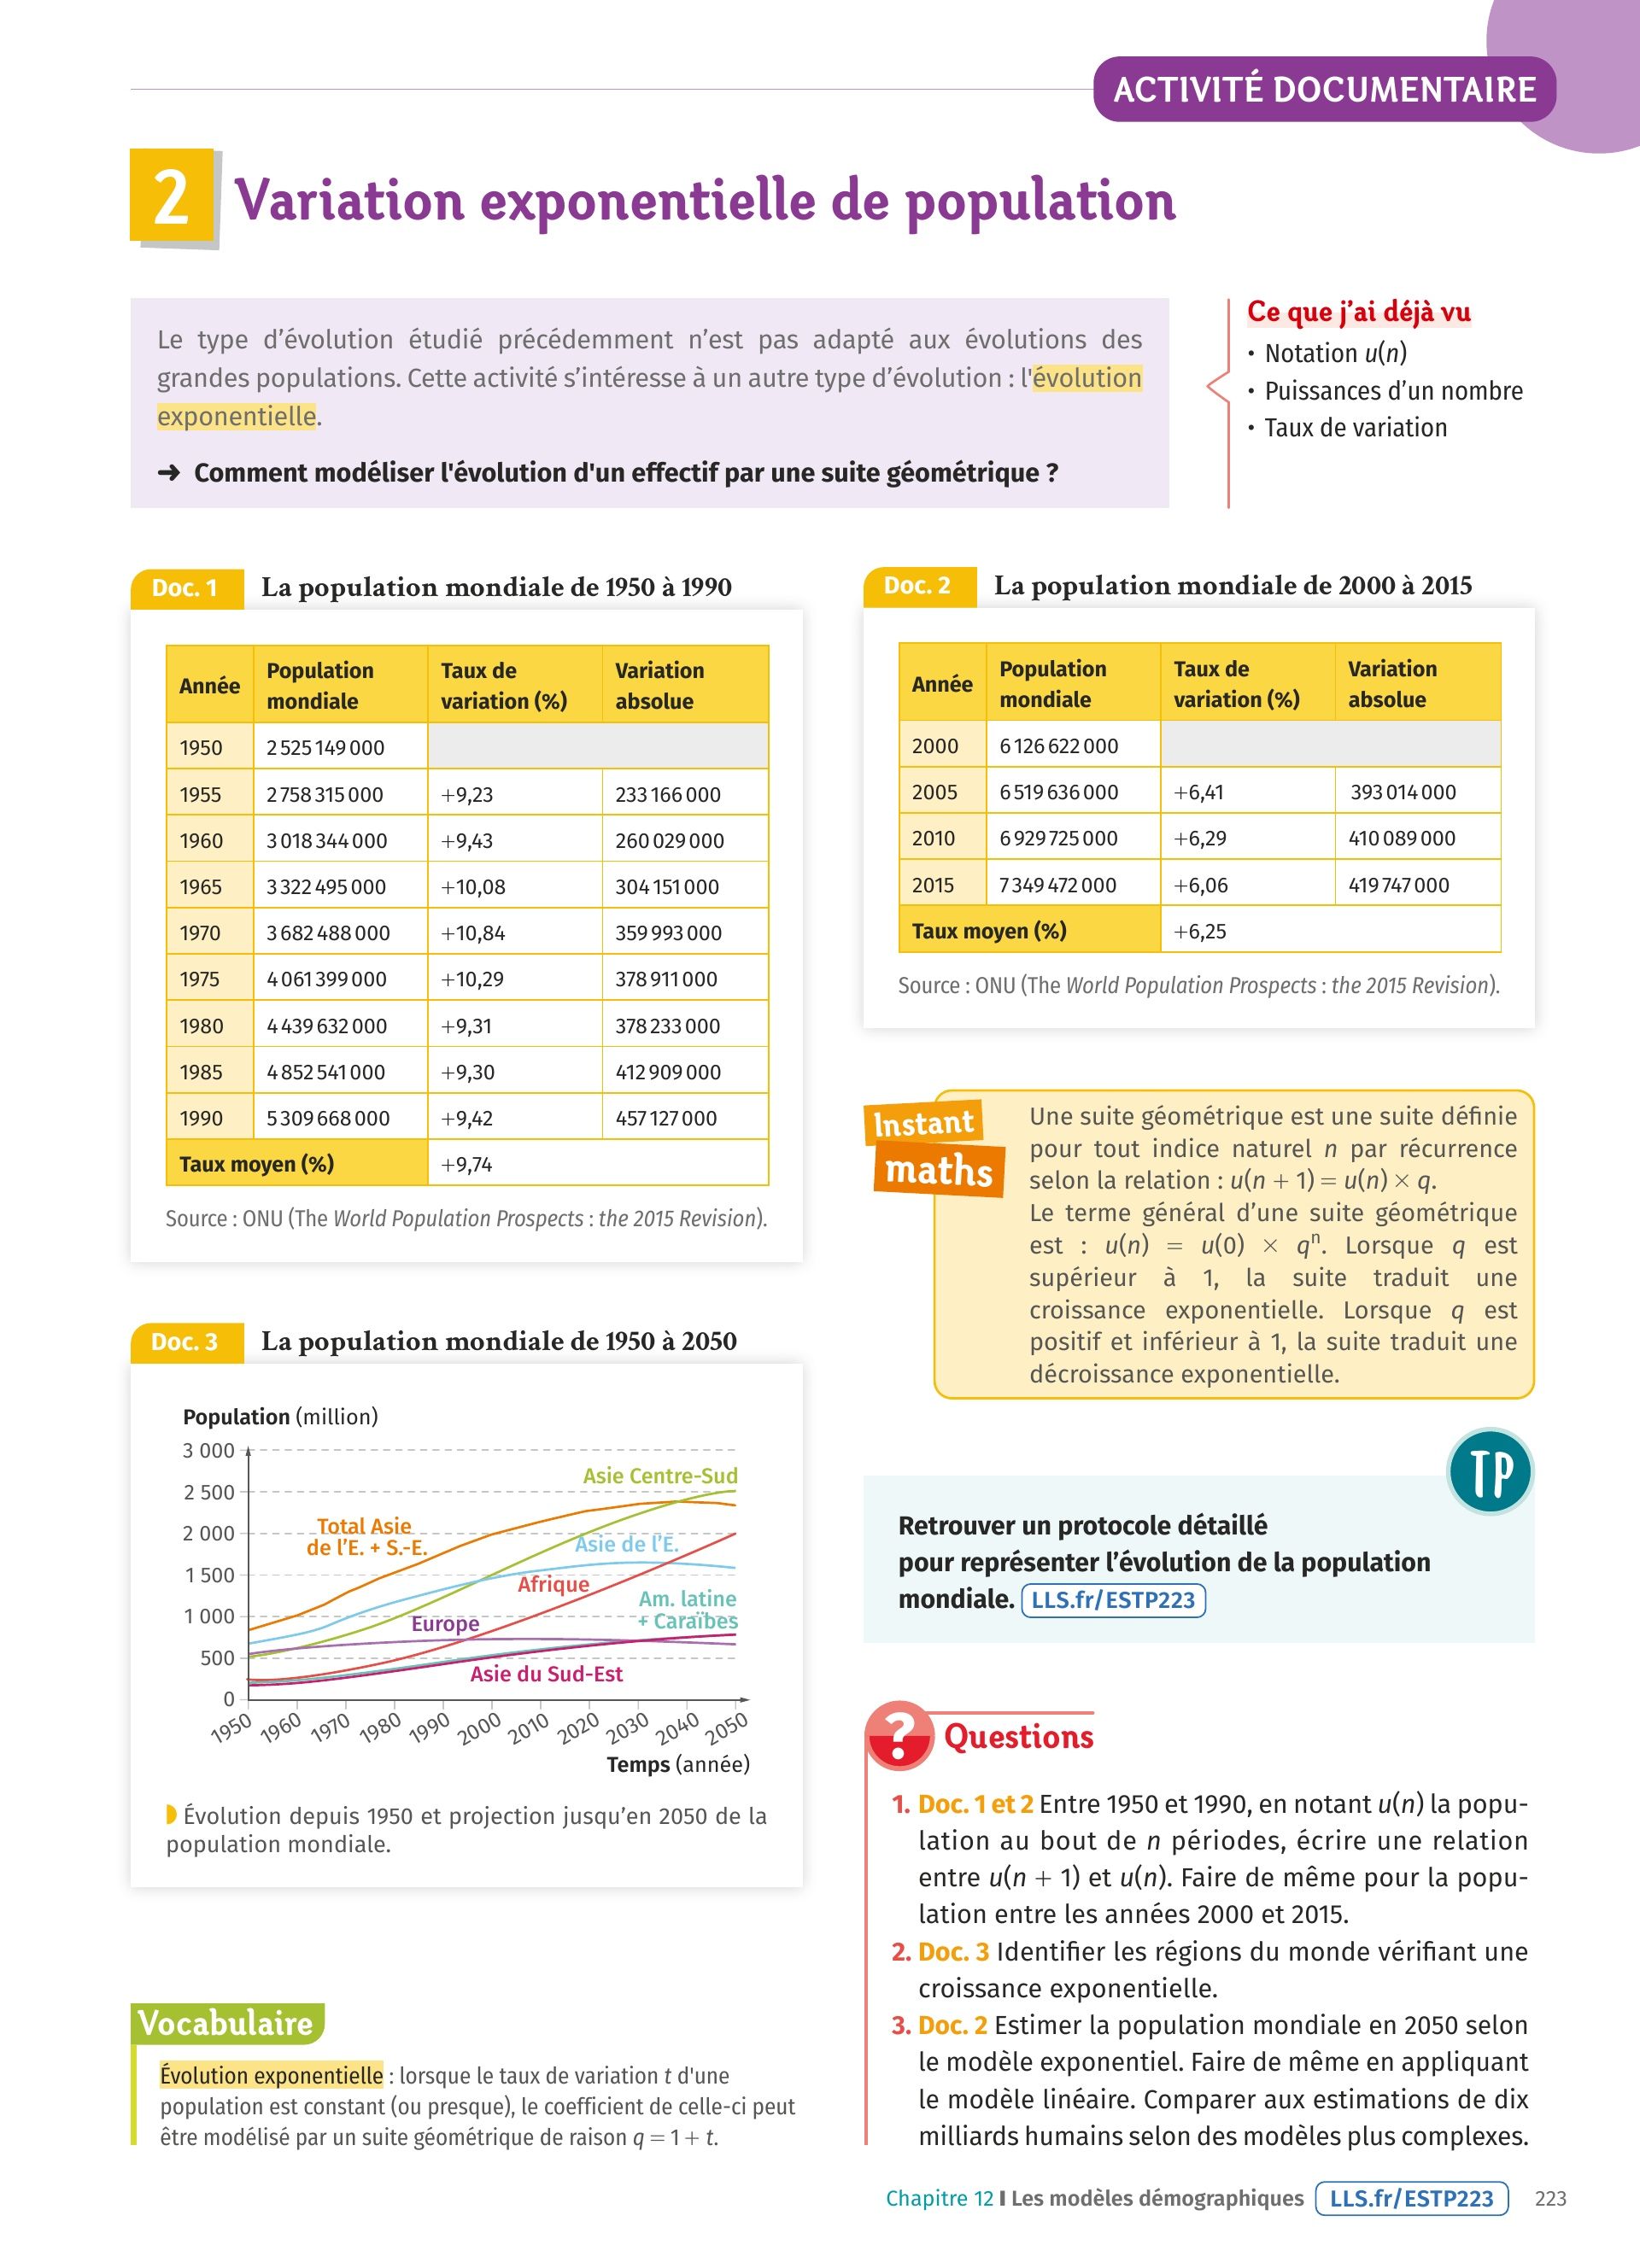 ACTIVITÉ DOCUMENTAIRE
2 Variation exponentielle de population
Le type d’évolution étudié précédemment n’est pas adapté aux évolutions des
grandes populations. Cette activité s’intéresse à un autre type d’évolution : l'évolution
exponentielle.
➜ Comment modéliser l'évolution d'un effectif par une suite géométrique ?
Ce que j’ai déjà vu
• Notation u(n)
• Puissances d’un nombre
• Taux de variation
Doc. 1 La population mondiale de 1950 à 1990
Année Population mondiale Taux de variation (%) Variation absolue
1950 2 525 149 000
1955 2 758 315 000 +9,23 233 166 000
1960 3 018 344 000 +9,43 260 029 000
1965 3 322 495 000 +10,08 304 151 000
1970 3 682 488 000 +10,84 359 993 000
1975 4 061 399 000 +10,29 378 911 000
1980 4 439 632 000 +9,31 378 233 000
1985 4 852 541 000 +9,30 412 909 000
1990 5 309 668 000 +9,42 457 127 000
Taux moyen (%) +9,74
Source : ONU (The World Population Prospects : the 2015 Revision).
Doc. 2 La population mondiale de 2000 à 2015
Année Population mondiale Taux de variation (%) Variation absolue
2000 6 126 622 000
2005 6 519 636 000 +6,41 393 014 000
2010 6 929 725 000 +6,29 410 089 000
2015 7 349 472 000 +6,06 419 747 000
Taux moyen (%) +6,25
Source : ONU (The World Population Prospects : the 2015 Revision).
Instant
maths
Une suite géométrique est une suite définie
pour tout indice naturel n par récurrence
selon la relation : u(n + 1) = u(n) × q.
Le terme général d’une suite géométrique
est : u(n) = u(0) × qⁿ. Lorsque q est
supérieur à 1, la suite traduit une
croissance exponentielle. Lorsque q est
positif et inférieur à 1, la suite traduit une
décroissance exponentielle.
Doc. 3 La population mondiale de 1950 à 2050
Population (million)
3 000
2 500
2 000
1 500
1 000
500
0
Asie Centre-Sud
Total Asie
de l’E. + S.-E.
Asie de l’E.
Afrique
Am. latine
+ Caraïbes
Europe
Asie du Sud-Est
1950 1960 1970 1980 1990 2000 2010 2020 2030 2040 2050
Temps (année)
Évolution depuis 1950 et projection jusqu’en 2050 de la
population mondiale.
TP
Retrouver un protocole détaillé
pour représenter l’évolution de la population
mondiale. LLS.fr/ESTP223
Vocabulaire
Évolution exponentielle : lorsque le taux de variation t d'une
population est constant (ou presque), le coefficient de celle-ci peut
être modélisé par un suite géométrique de raison q = 1 + t.
? Questions
1. Doc. 1 et 2 Entre 1950 et 1990, en notant u(n) la popu-
lation au bout de n périodes, écrire une relation
entre u(n + 1) et u(n). Faire de même pour la popu-
lation entre les années 2000 et 2015.
2. Doc. 3 Identifier les régions du monde vérifiant une
croissance exponentielle.
3. Doc. 2 Estimer la population mondiale en 2050 selon
le modèle exponentiel. Faire de même en appliquant
le modèle linéaire. Comparer aux estimations de dix
milliards humains selon des modèles plus complexes.
Chapitre 12 I Les modèles démographiques LLS.fr/ESTP223 223